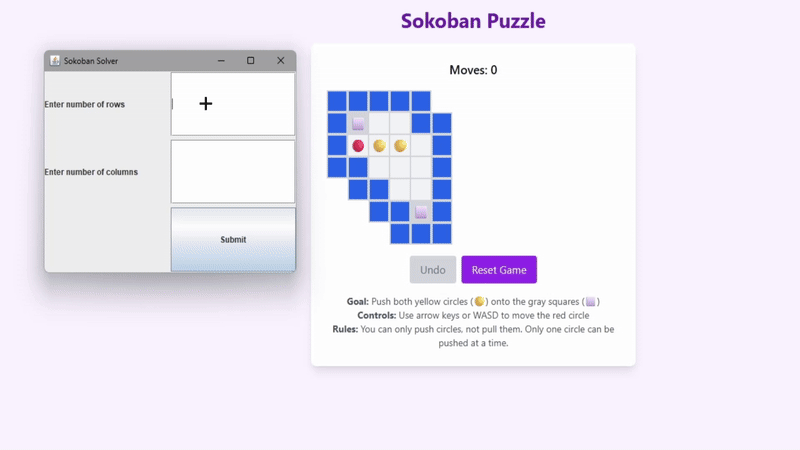 Sokoban Puzzle
Sokoban Solver
Enter number of rows
Enter number of columns
Submit
Moves: 0
Undo
Reset Game
Goal: Push both yellow circles ( ) onto the gray squares ( )
Controls: Use arrow keys or WASD to move the red circle
Rules: You can only push circles, not pull them. Only one circle can be
pushed at a time.